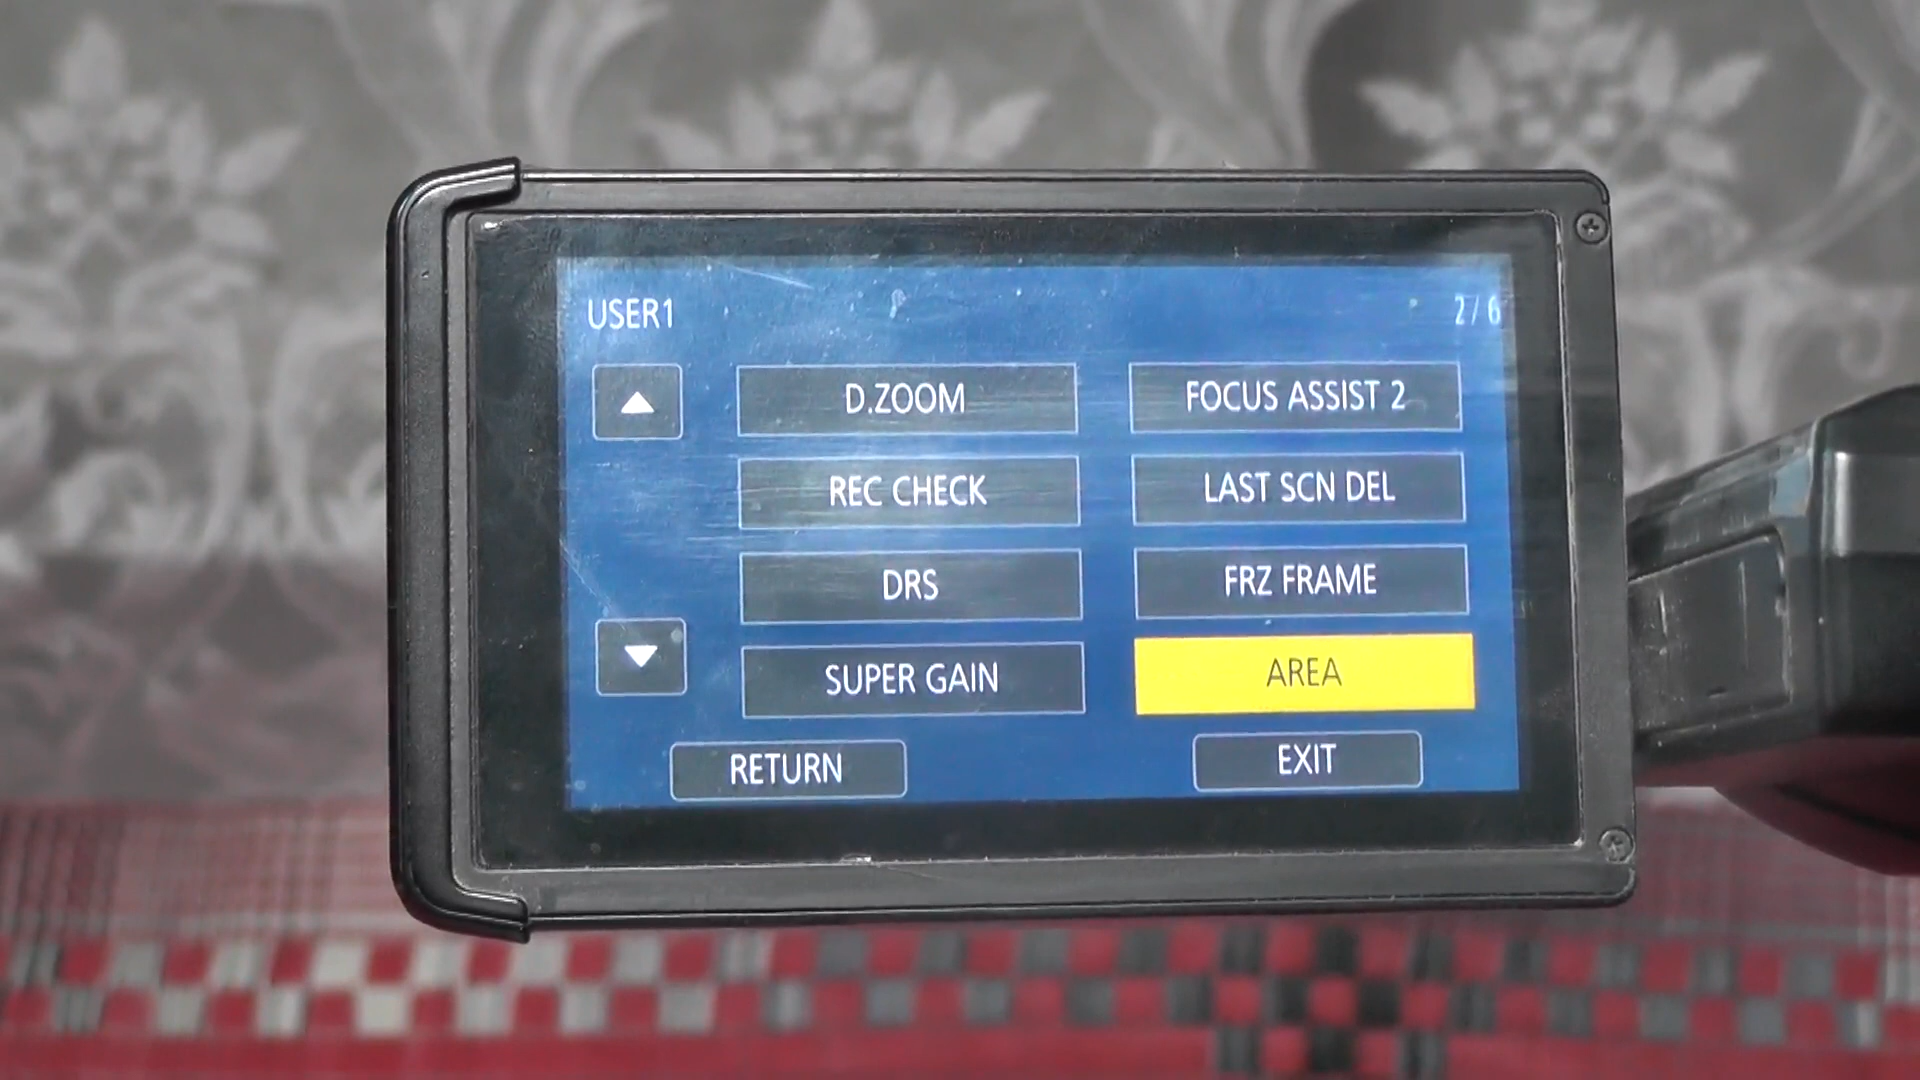 USER1 2/6
D.ZOOM FOCUS ASSIST 2
REC CHECK LAST SCN DEL
DRS FRZ FRAME
SUPER GAIN AREA
RETURN EXIT